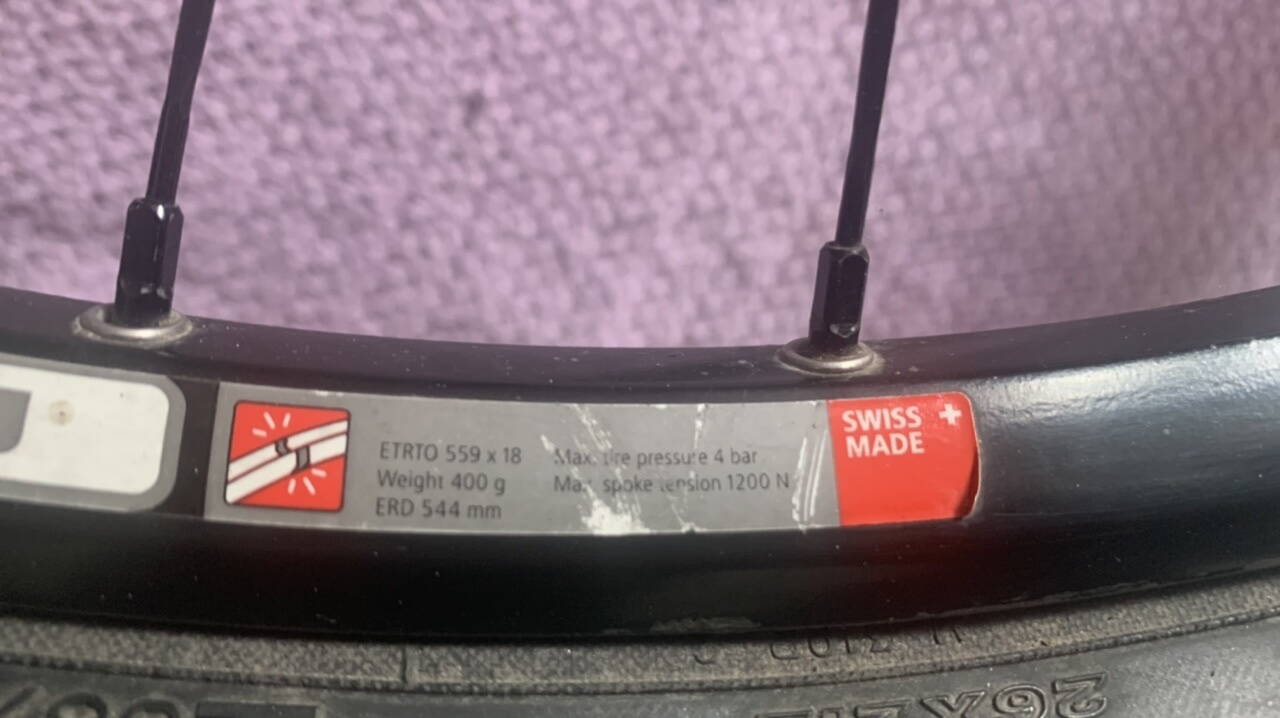 ETRTO 559 x 18
Weight 400 g
ERD 544 mm
Max. tire pressure 4 bar
Max. spoke tension 1200 N
SWISS
MADE